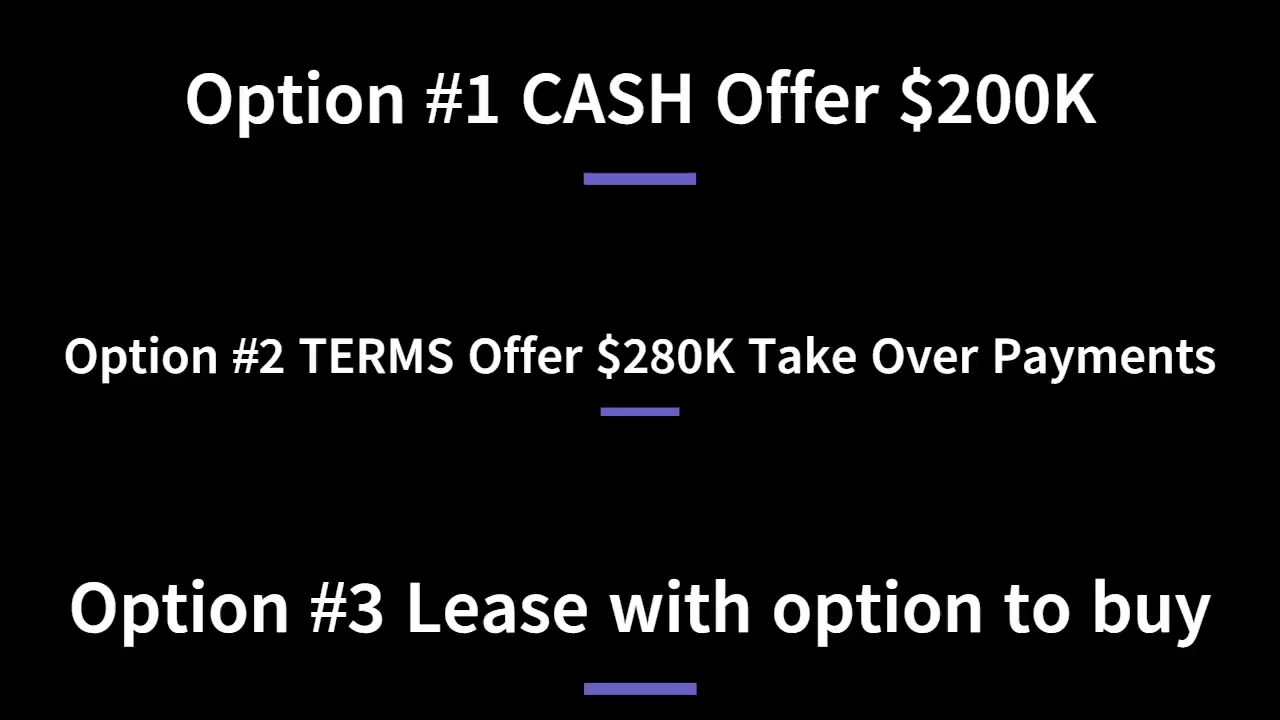 Option #1 CASH Offer $200K
Option #2 TERMS Offer $280K Take Over Payments
Option #3 Lease with option to buy